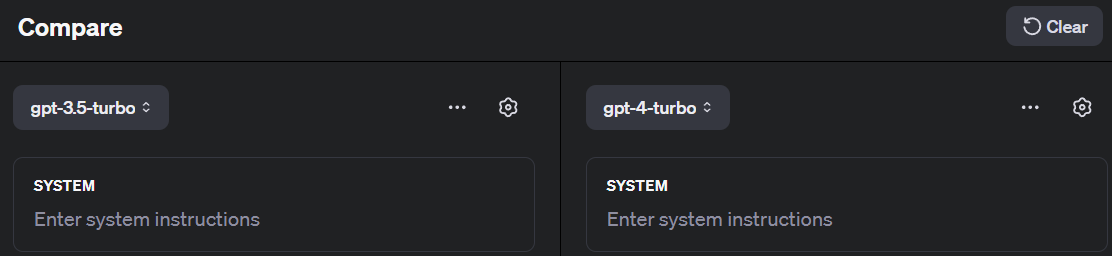 Compare
Clear
gpt-3.5-turbo
gpt-4-turbo
SYSTEM
Enter system instructions
SYSTEM
Enter system instructions